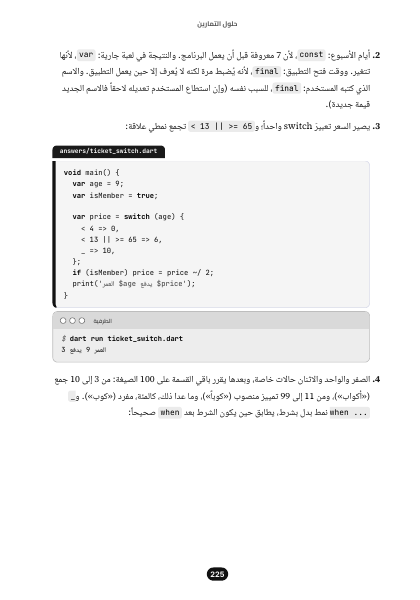 حلول التمارين
2. أيام الأسبوع: const، لأن 7 معروفة قبل أن يعمل البرنامج. والنتيجة في لعبة جارية: var، لأنها
تتغير. ووقت فتح التطبيق: final، لأنه يُضبط مرة لكنه لا يُعرف إلا حين يعمل التطبيق. والاسم
الذي كتبه المستخدم: final، للسبب نفسه (وإن استطاع المستخدم تعديله لاحقاً فالاسم الجديد
قيمة جديدة).
3. يصير السعر تعبيرَ switch واحداً؛ و < 13 || >= 65 تجمع نمطي علاقة:
answers/ticket_switch.dart
void main() {
var age = 9;
var isMember = true;
var price = switch (age) {
< 4 => 0,
< 13 || >= 65 => 6,
_ => 10,
};
if (isMember) price = price ~/ 2;
print('العمر $age يدفع $price');
}
الطرفية
$ dart run ticket_switch.dart
العمر 9 يدفع 3
4. الصفر والواحد والاثنان حالات خاصة، وبعدها يقرر باقي القسمة على 100 الصيغة: من 3 إلى 10 جمع
(«أكواب»)، ومن 11 إلى 99 تمييز منصوب («كوباً»)، وما عدا ذلك، كالمئة، مفرد («كوب»). و _
when ... نمط بدل بشرط، يطابق حين يكون الشرط بعد when صحيحاً:
225